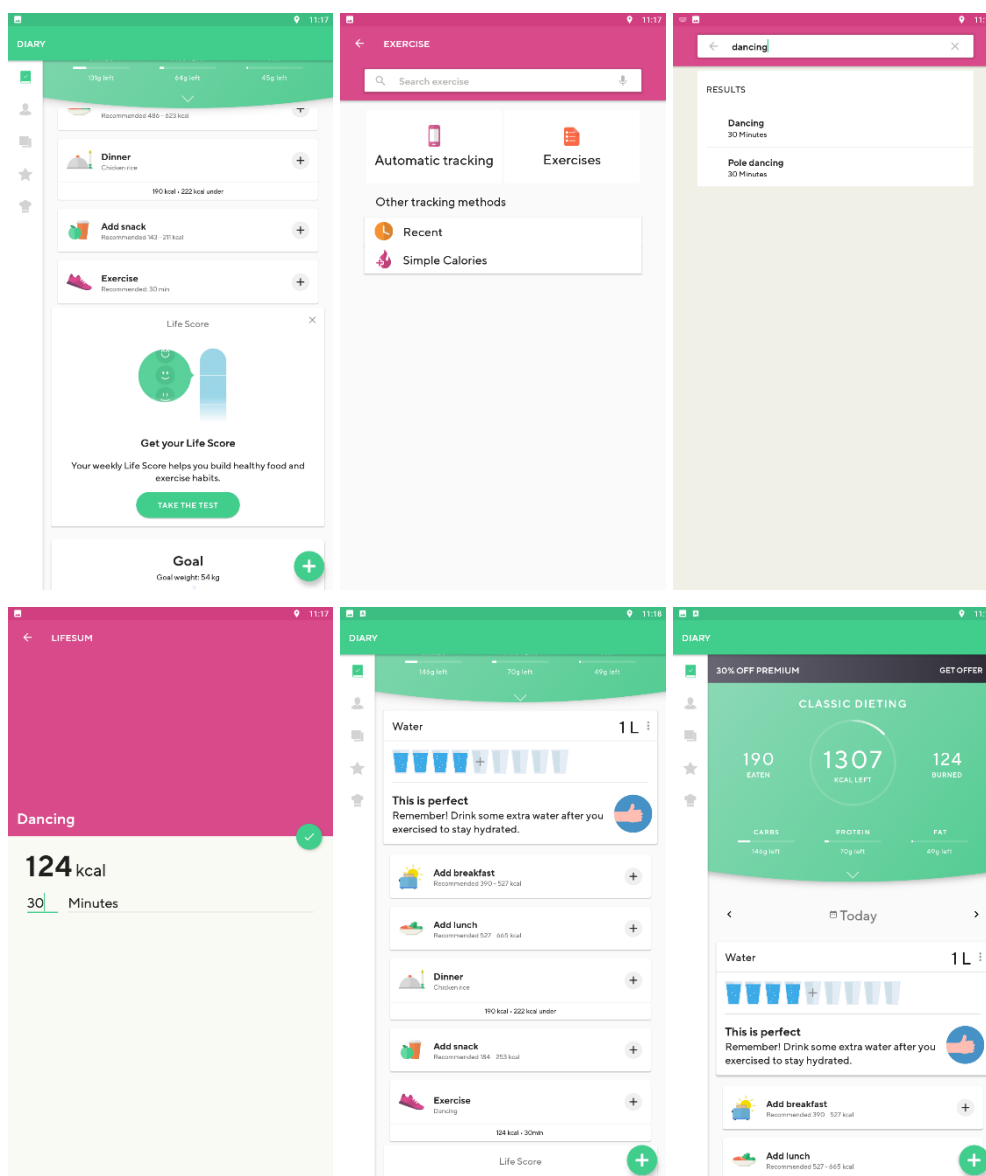 11:17
DIARY
131g left
64g left
45g left
Recommended 486 - 623 kcal
Dinner
Chicken rice
190 kcal • 222 kcal under
Add snack
Recommended 143 - 211 kcal
Exercise
Recommended: 30 min
Life Score
Get your Life Score
Your weekly Life Score helps you build healthy food and
exercise habits.
TAKE THE TEST
Goal
Goal weight: 54 kg
11:17
EXERCISE
Search exercise
Automatic tracking
Exercises
Other tracking methods
Recent
Simple Calories
dancing
RESULTS
Dancing
30 Minutes
Pole dancing
30 Minutes
11:17
LIFESUM
Dancing
124 kcal
30 Minutes
11:18
DIARY
146g left
70g left
49g left
Water
1 L
This is perfect
Remember! Drink some extra water after you
exercised to stay hydrated.
Add breakfast
Recommended 390 - 527 kcal
Add lunch
Recommended 527 - 665 kcal
Dinner
Chicken rice
190 kcal • 222 kcal under
Add snack
Recommended 184 - 253 kcal
Exercise
Dancing
124 kcal • 30min
Life Score
DIARY
30% OFF PREMIUM
GET OFFER
CLASSIC DIETING
190
EATEN
1307
KCAL LEFT
124
BURNED
CARBS
PROTEIN
FAT
146g left
70g left
49g left
Today
Water
1 L
This is perfect
Remember! Drink some extra water after you
exercised to stay hydrated.
Add breakfast
Recommended 390 - 527 kcal
Add lunch
Recommended 527 - 665 kcal